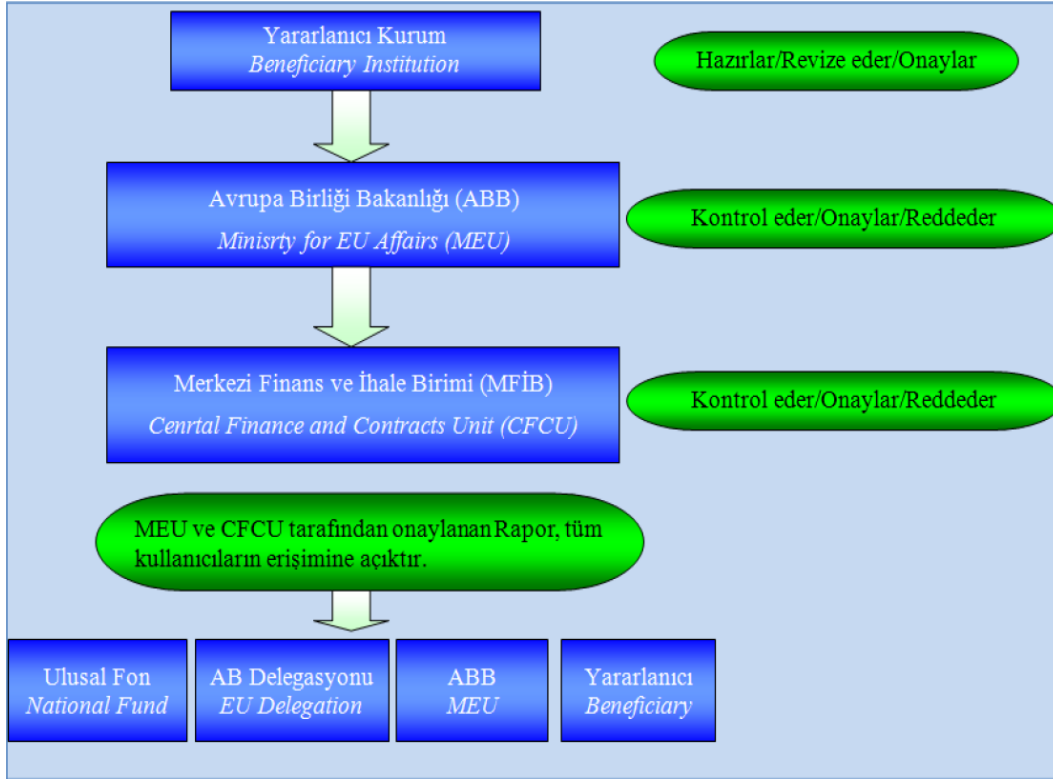 Yararlanıcı Kurum
Beneficiary Institution
Hazırlar/Revize eder/Onaylar
Avrupa Birliği Bakanlığı (ABB)
Minisrty for EU Affairs (MEU)
Kontrol eder/Onaylar/Reddeder
Merkezi Finans ve İhale Birimi (MFİB)
Cenrtal Finance and Contracts Unit (CFCU)
Kontrol eder/Onaylar/Reddeder
MEU ve CFCU tarafından onaylanan Rapor, tüm
kullanıcıların erişimine açıktır.
Ulusal Fon
National Fund
AB Delegasyonu
EU Delegation
ABB
MEU
Yararlanıcı
Beneficiary